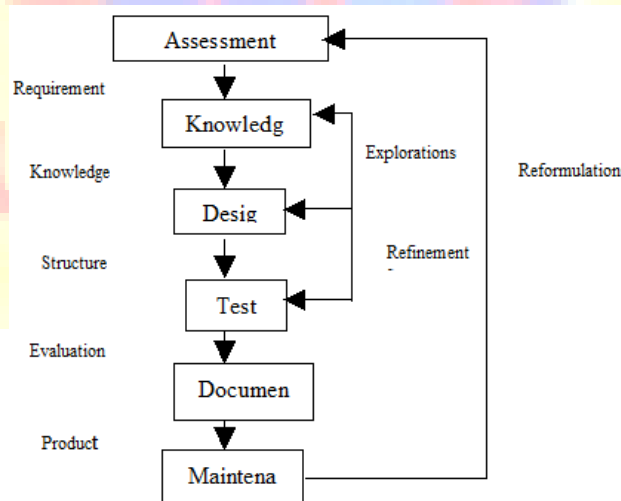 Assessment
Requirement
Knowledg
Explorations
Knowledge
Reformulation
Desig
Refinement
Structure
Test
Evaluation
Documen
Product
Maintena